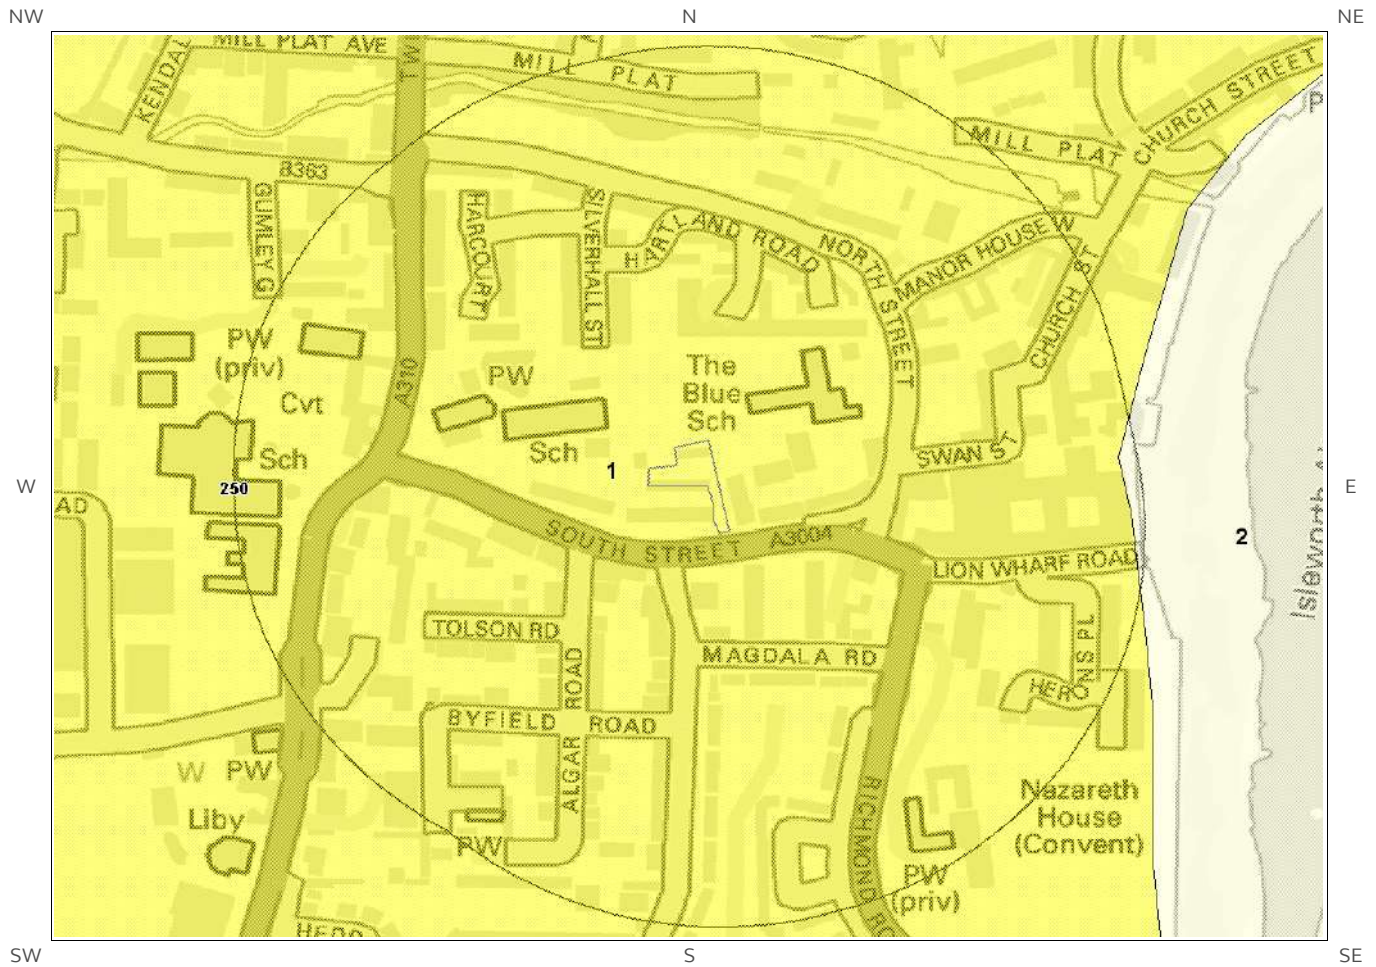 NW
N
NE
MILL PLAT AVE
TWI
KENDAL
MILL PLAT
CHURCH STREET
P
MILL PLAT
B363
GUMLEY G
HARCOURT
SILVERHALL ST
HARTLAND ROAD
NORTH STREET
MANOR HOUSE W
CHURCH ST
PW
(priv)
A310
PW
The
Blue
Sch
Cvt
Sch
Sch
SWAN ST
W
1
250
E
AD
SOUTH STREET
A3004
2
LION WHARF ROAD
Isleworth A
TOLSON RD
MAGDALA RD
HERONS PL
ALGAR ROAD
BYFIELD ROAD
W PW
Liby
RICHMOND RO
Nazareth
House
(Convent)
PW
PW
(priv)
SW
S
SE